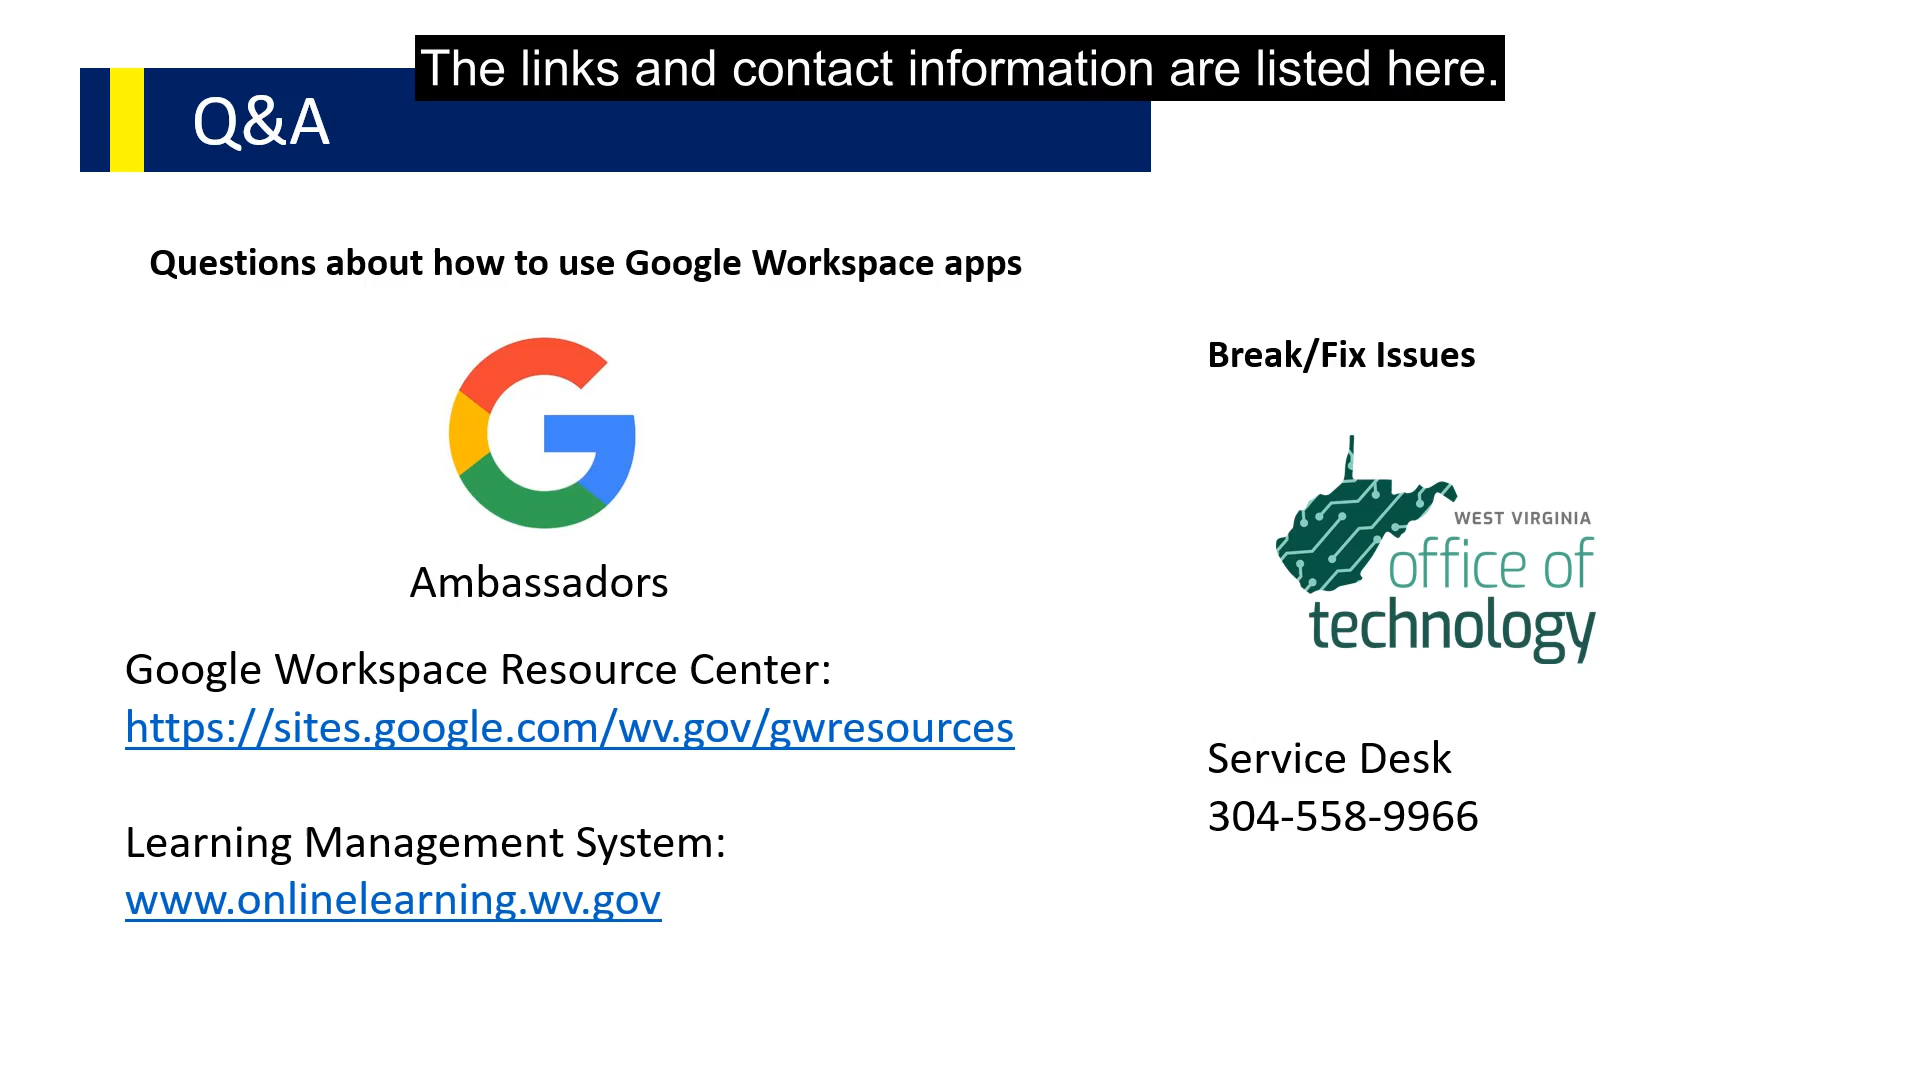 The links and contact information are listed here.
Q&A
Questions about how to use Google Workspace apps
Ambassadors
Google Workspace Resource Center:
https://sites.google.com/wv.gov/gwresources
Learning Management System:
www.onlinelearning.wv.gov
Break/Fix Issues
WEST VIRGINIA
office of
technology
Service Desk
304-558-9966